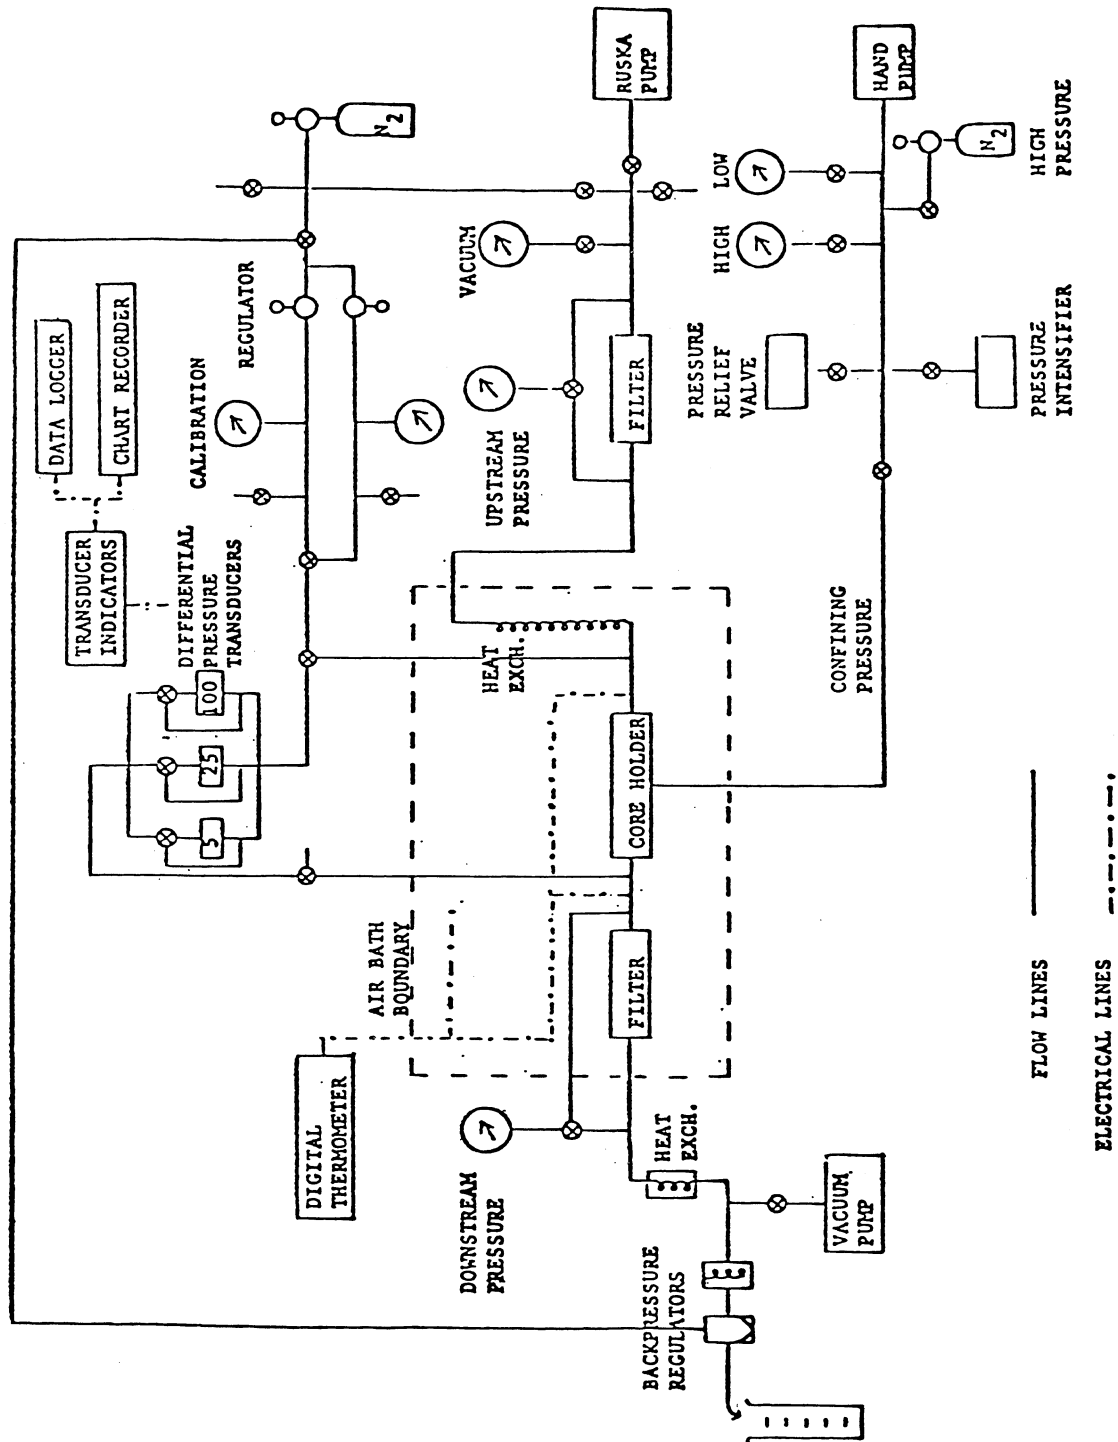 DATA LOGGER
CHART RECORDER
TRANSDUCER
INDICATORS
DIFFERENTIAL
PRESSURE
TRANSDUCERS
5
25
100
CALIBRATION
REGULATOR
N2
DIGITAL
THERMOMETER
AIR BATH
BOUNDARY
HEAT
EXCH.
UPSTREAM
PRESSURE
VACUUM
RUSKA
PUMP
DOWNSTREAM
PRESSURE
FILTER
CORE HOLDER
FILTER
HEAT
EXCH.
BACKPRESSURE
REGULATORS
VACUUM
PUMP
PRESSURE
RELIEF
VALVE
HIGH
LOW
HAND
PUMP
CONFINING
PRESSURE
N2
PRESSURE
INTENSIFIER
HIGH
PRESSURE
FLOW LINES
ELECTRICAL LINES